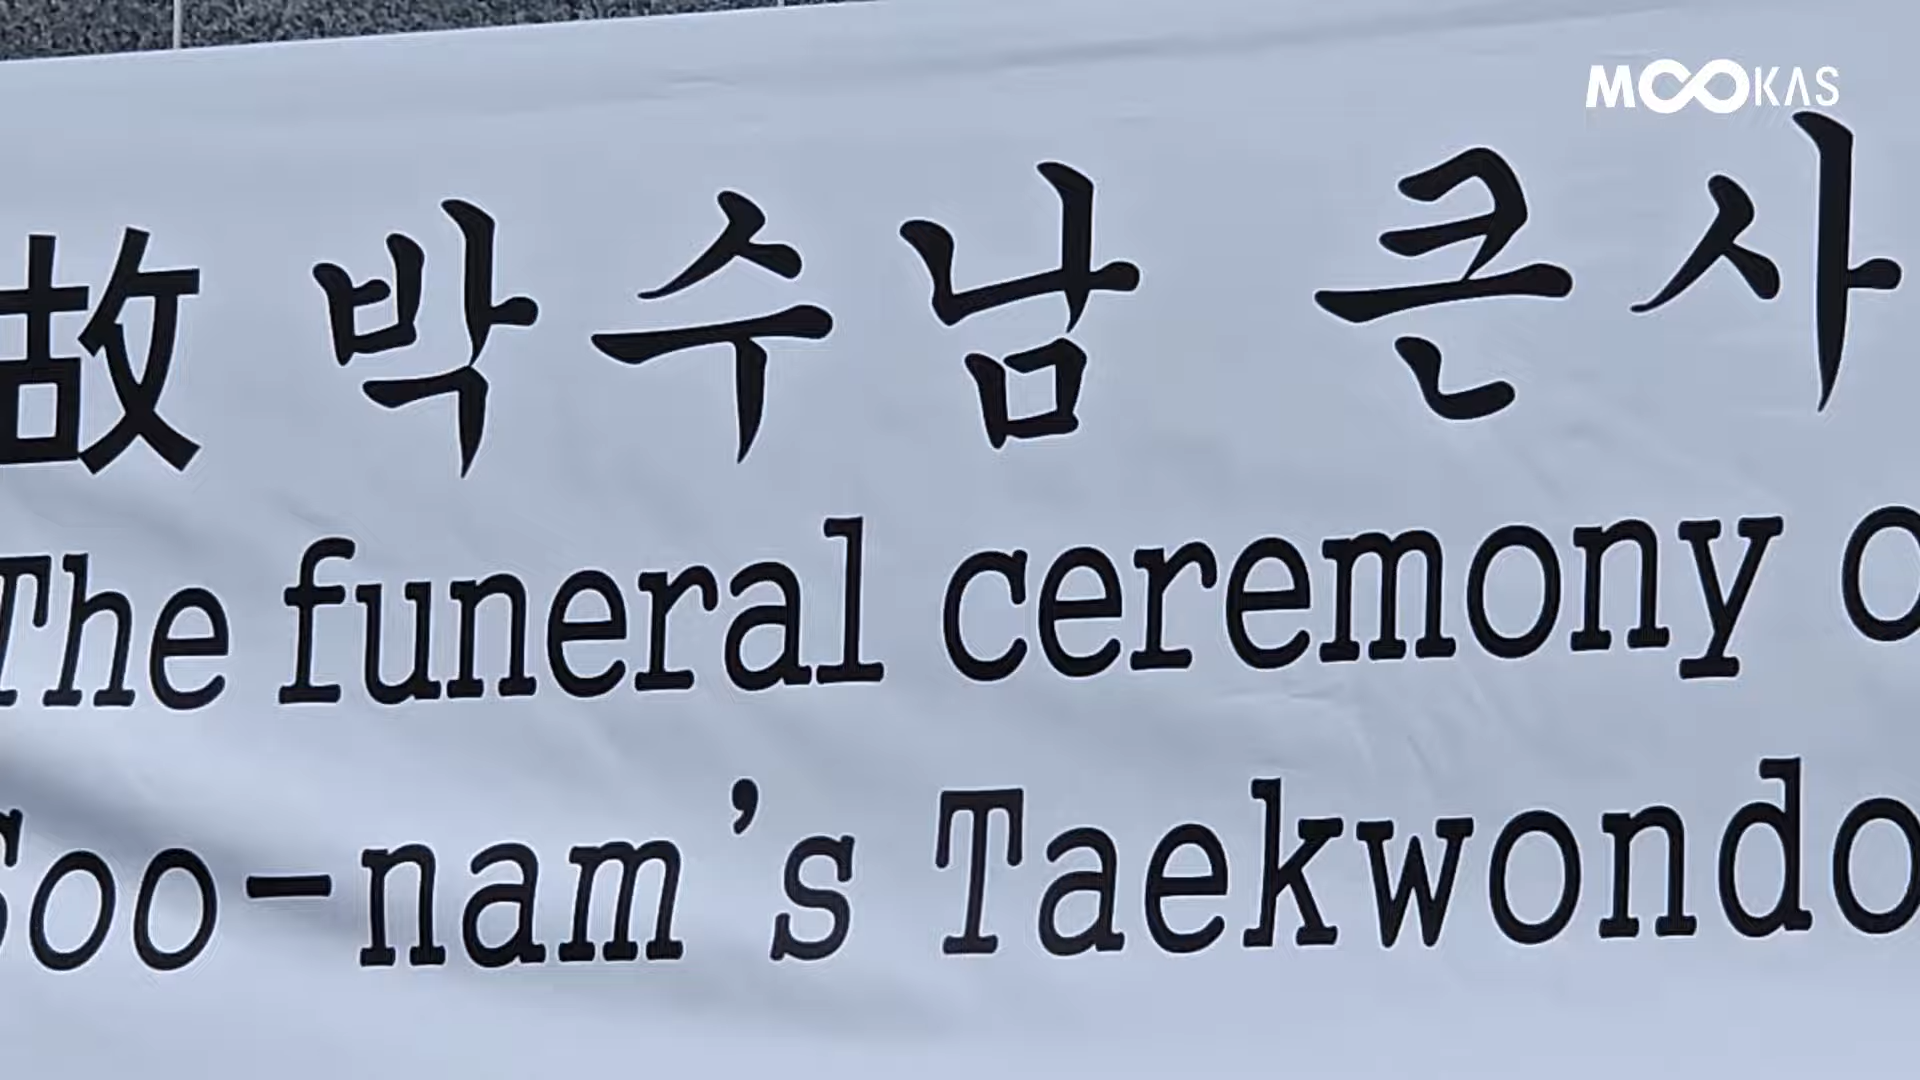 MOOKAS
故 박수남 큰사
The funeral ceremony o
Soo-nam's Taekwondo